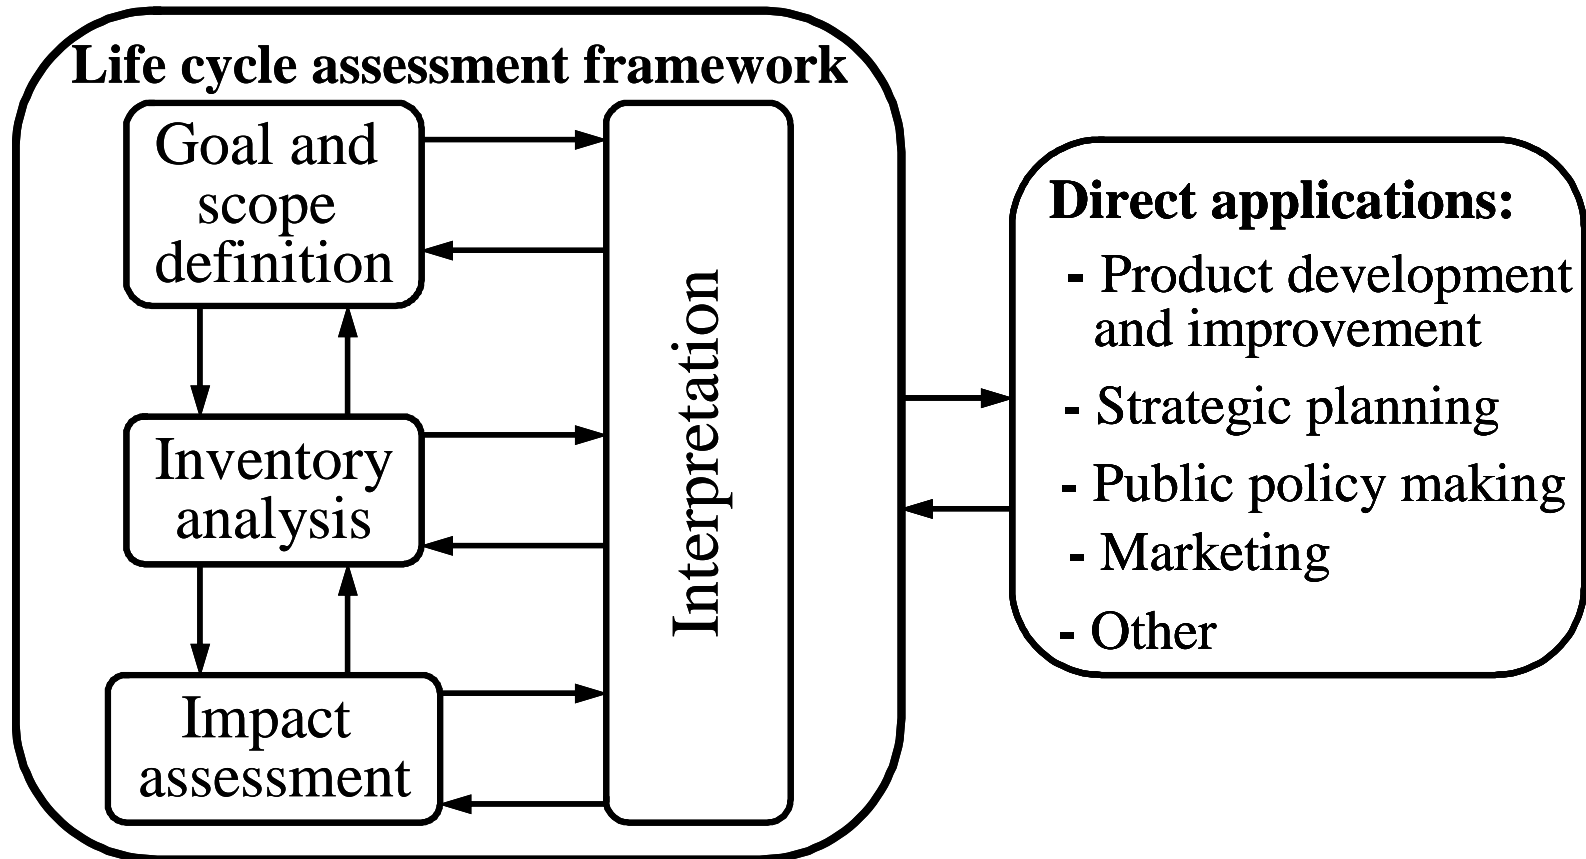 Life cycle assessment framework
Goal and
scope
definition
Inventory
analysis
Impact
assessment
Interpretation
Direct applications:
- Product development
and improvement
- Strategic planning
- Public policy making
- Marketing
- Other